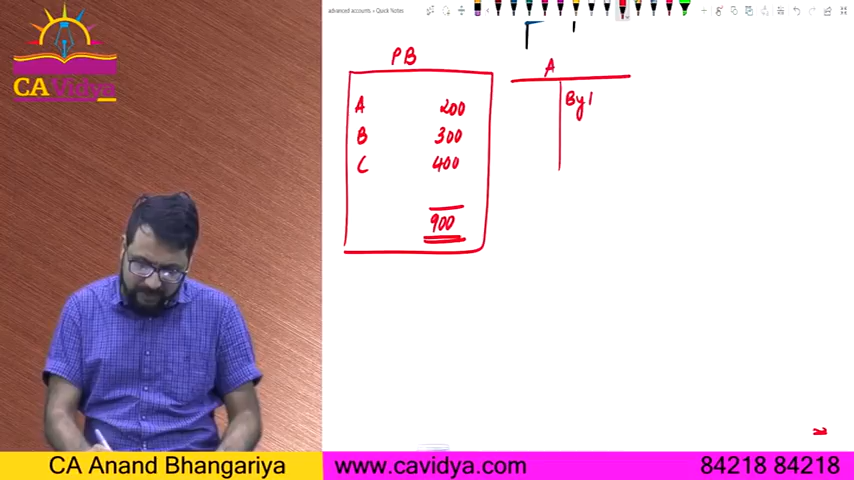 advanced accounts • Quick Notes
CA Vidya
PB
A 200
B 300
C 400
900
A
By
CA Anand Bhangariya
www.cavidya.com
84218 84218